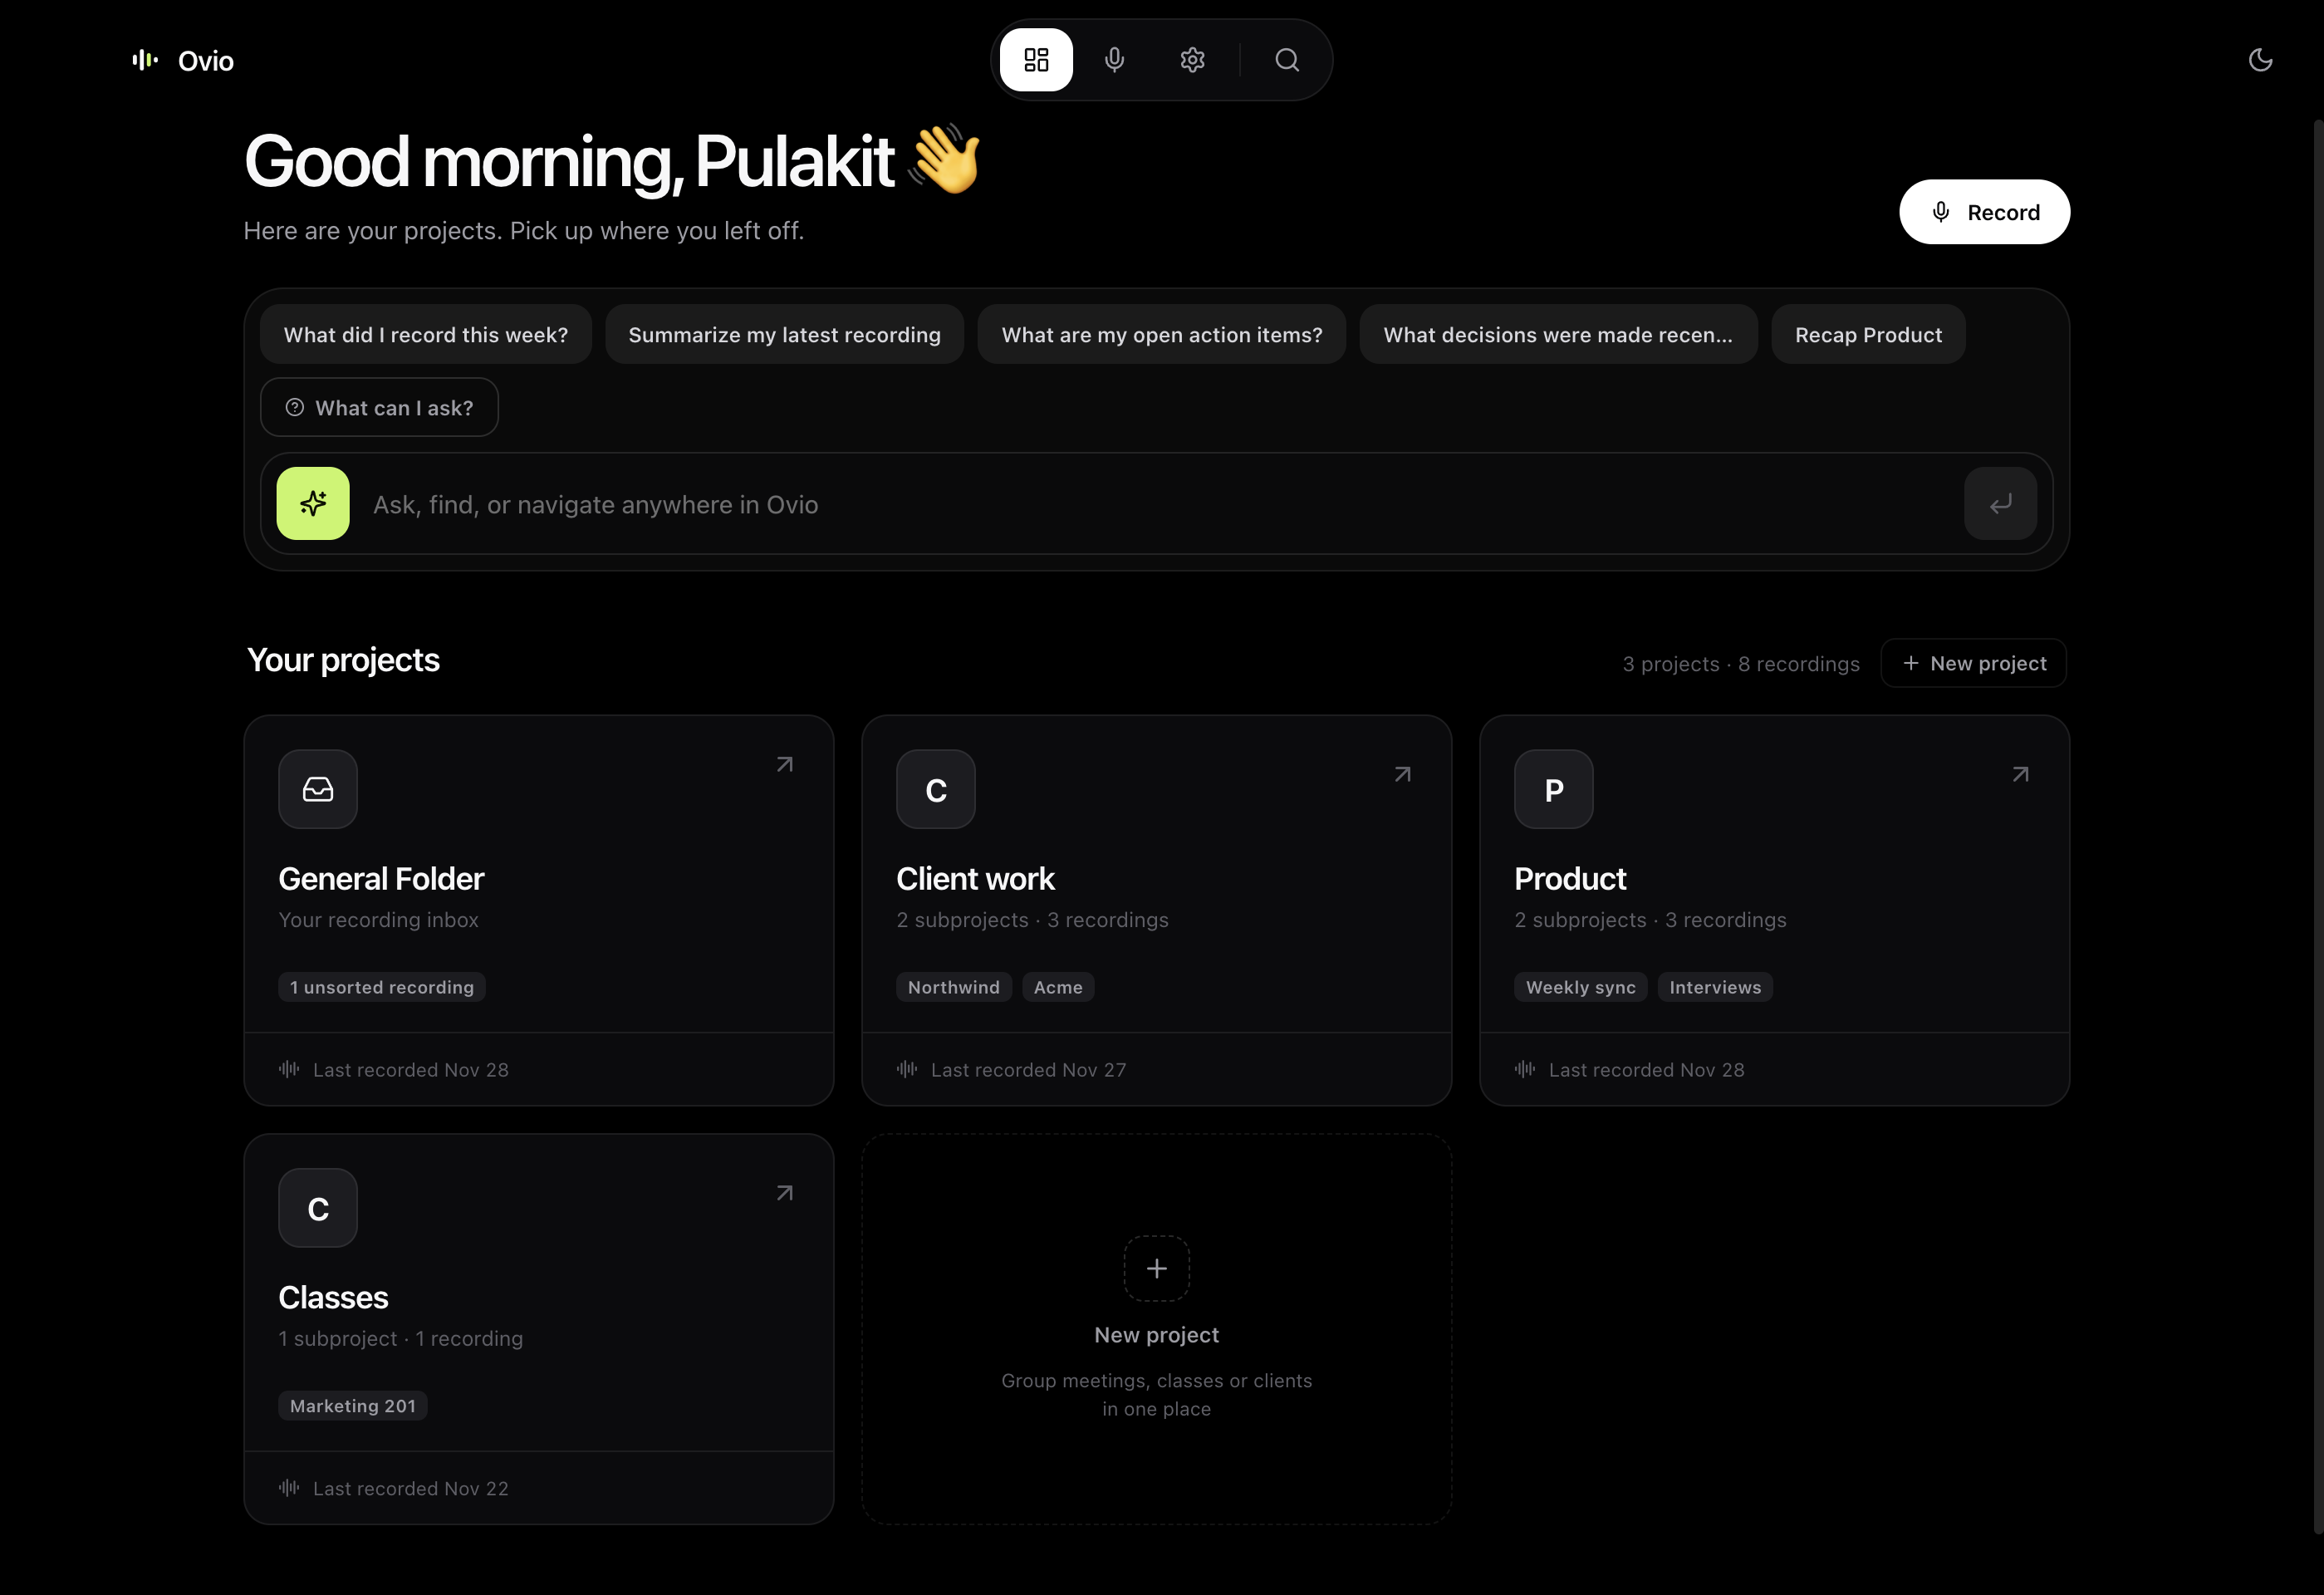 Ovio
Good morning, Pulakit 👋
Here are your projects. Pick up where you left off.
Record
What did I record this week?
Summarize my latest recording
What are my open action items?
What decisions were made recen...
Recap Product
What can I ask?
Ask, find, or navigate anywhere in Ovio
Your projects
3 projects · 8 recordings
New project
General Folder
Your recording inbox
1 unsorted recording
Last recorded Nov 28
C
Client work
2 subprojects · 3 recordings
Northwind
Acme
Last recorded Nov 27
P
Product
2 subprojects · 3 recordings
Weekly sync
Interviews
Last recorded Nov 28
C
Classes
1 subproject · 1 recording
Marketing 201
Last recorded Nov 22
New project
Group meetings, classes or clients
in one place